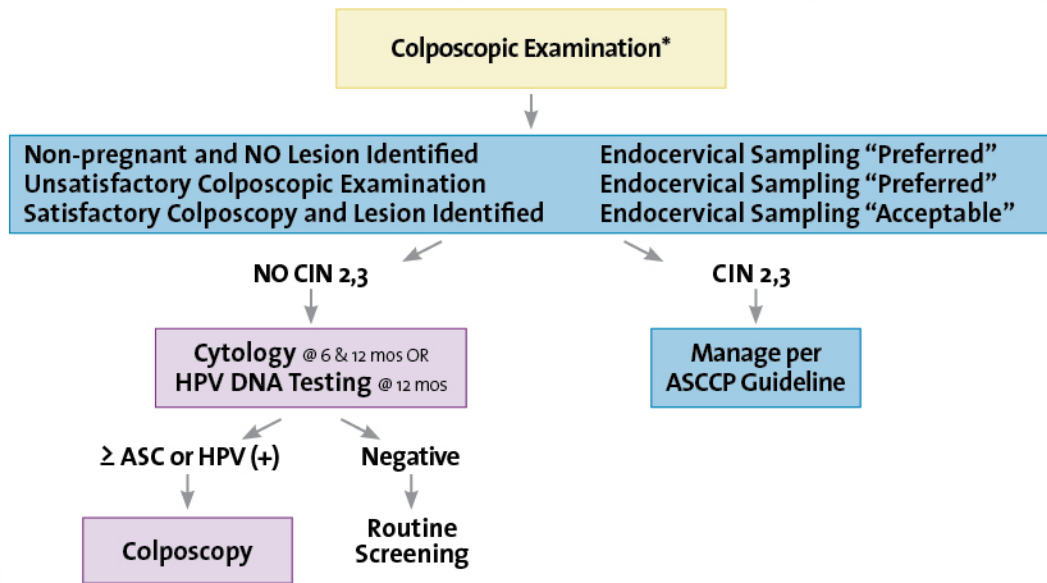 Colposcopic Examination*
Non-pregnant and NO Lesion Identified Endocervical Sampling “Preferred”
Unsatisfactory Colposcopic Examination Endocervical Sampling “Preferred”
Satisfactory Colposcopy and Lesion Identified Endocervical Sampling “Acceptable”
NO CIN 2,3 CIN 2,3
Cytology @ 6 & 12 mos OR
HPV DNA Testing @ 12 mos
Manage per
ASCCP Guideline
≥ ASC or HPV (+) Negative
Colposcopy
Routine
Screening